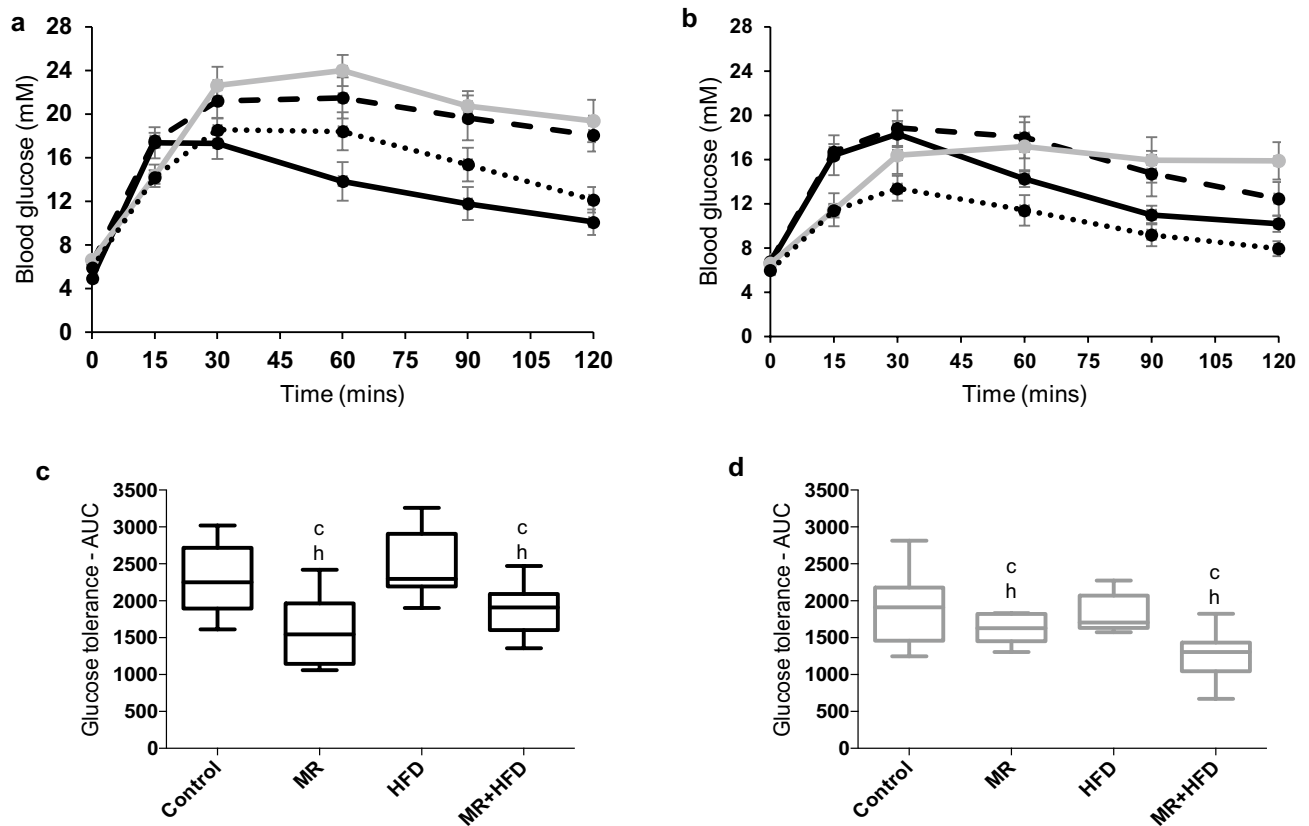 a
28
24
20
16
12
8
4
0
Blood glucose (mM)
0 15 30 45 60 75 90 105 120
Time (mins)
b
28
24
20
16
12
8
4
0
Blood glucose (mM)
0 15 30 45 60 75 90 105 120
Time (mins)
c
3500
3000
2500
2000
1500
1000
500
0
Glucose tolerance - AUC
c
h
c
h
Control MR HFD MR+HFD
d
3500
3000
2500
2000
1500
1000
500
0
Glucose tolerance - AUC
c
h
c
h
Control MR HFD MR+HFD